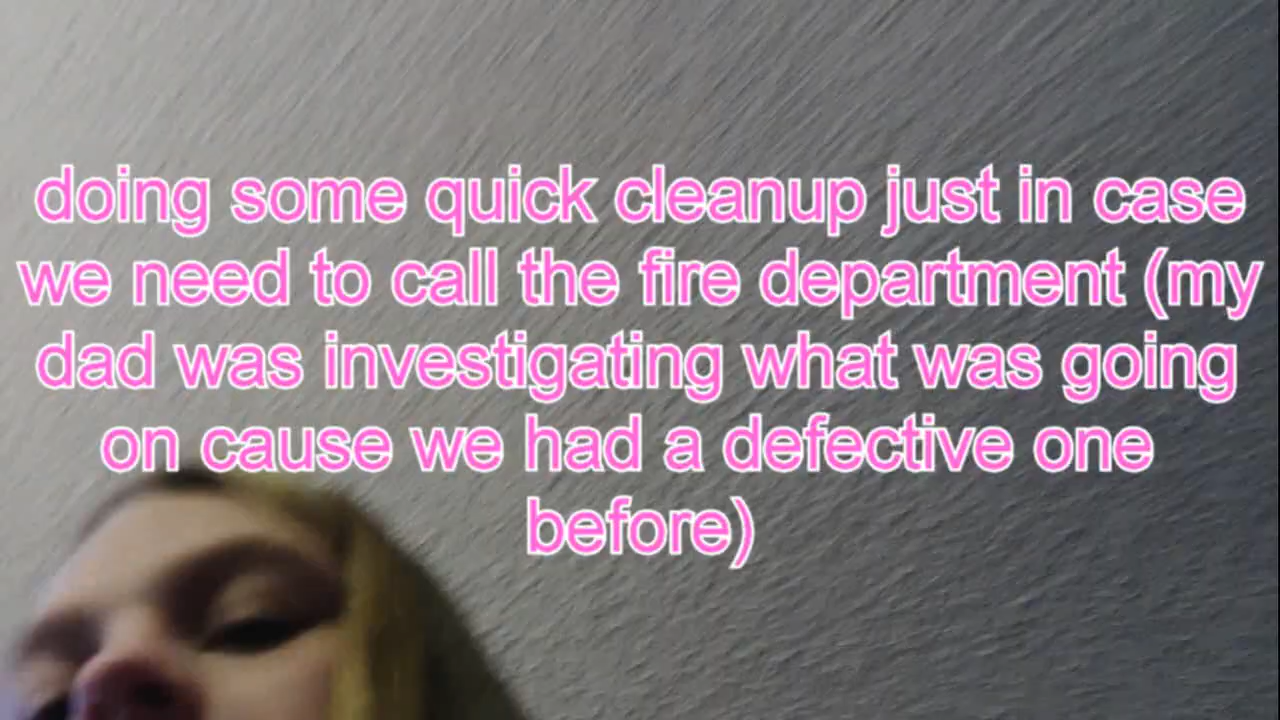 doing some quick cleanup just in case
we need to call the fire department (my
dad was investigating what was going
on cause we had a defective one
before)